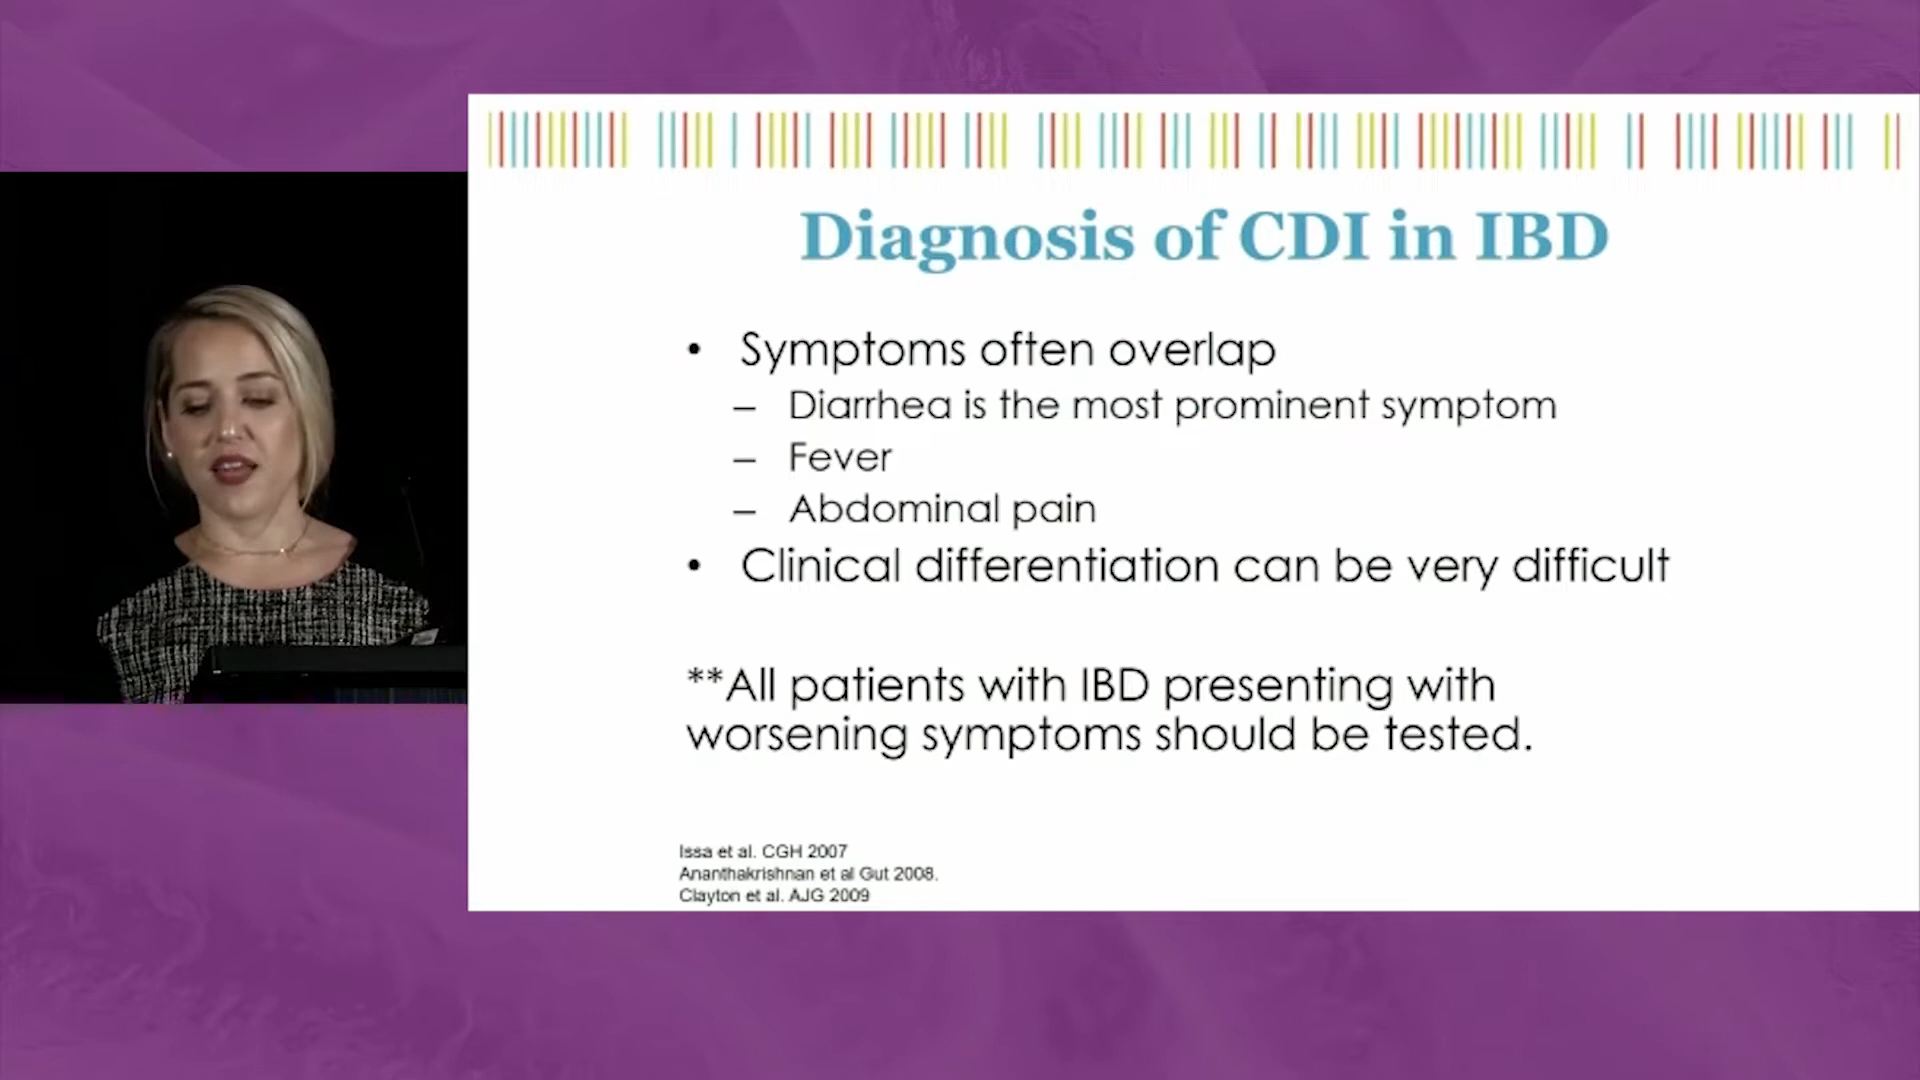 Diagnosis of CDI in IBD
• Symptoms often overlap
– Diarrhea is the most prominent symptom
– Fever
– Abdominal pain
• Clinical differentiation can be very difficult
**All patients with IBD presenting with
worsening symptoms should be tested.
Issa et al. CGH 2007
Ananthakrishnan et al Gut 2008.
Clayton et al. AJG 2009